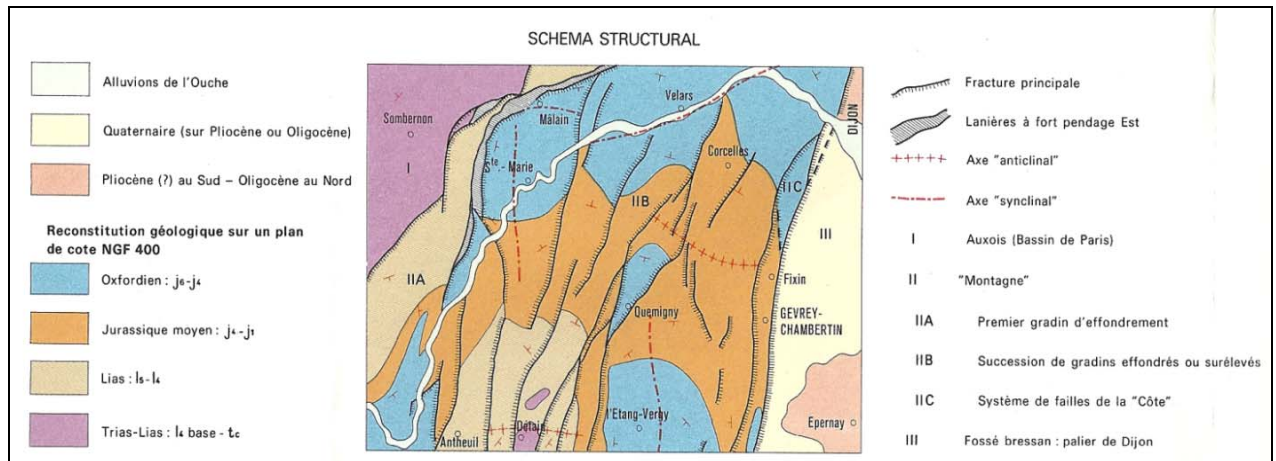 SCHEMA STRUCTURAL
Alluvions de l'Ouche
Quaternaire (sur Pliocène ou Oligocène)
Pliocène (?) au Sud – Oligocène au Nord
Reconstitution géologique sur un
plan de cote NGF 400
Oxfordien : j6-j4
Jurassique moyen : j4-j1
Lias : l5-l4
Trias-Lias : l4 base - tc
Sombernon
Mâlain
Velars
DIJON
I
Ste.-Marie
Corcelles
IIC
IIB
III
IIA
Fixin
Quemigny
GEVREY-
CHAMBERTIN
Antheuil
Détain
l'Etang-Vergy
Epernay
Fracture principale
Lanières à fort pendage Est
Axe "anticlinal"
Axe "synclinal"
I Auxois (Bassin de Paris)
II "Montagne"
IIA Premier gradin d'effondrement
IIB Succession de gradins effondrés ou surélevés
IIC Système de failles de la "Côte"
III Fossé bressan : palier de Dijon